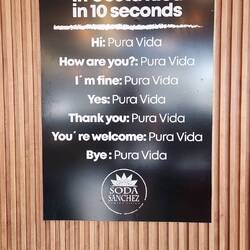 in 10 seconds
Hi: Pura Vida
How are you?: Pura Vida
I´m fine: Pura Vida
Yes: Pura Vida
Thank you: Pura Vida
You´re welcome: Pura Vida
Bye : Pura Vida
SODA
SANCHEZ